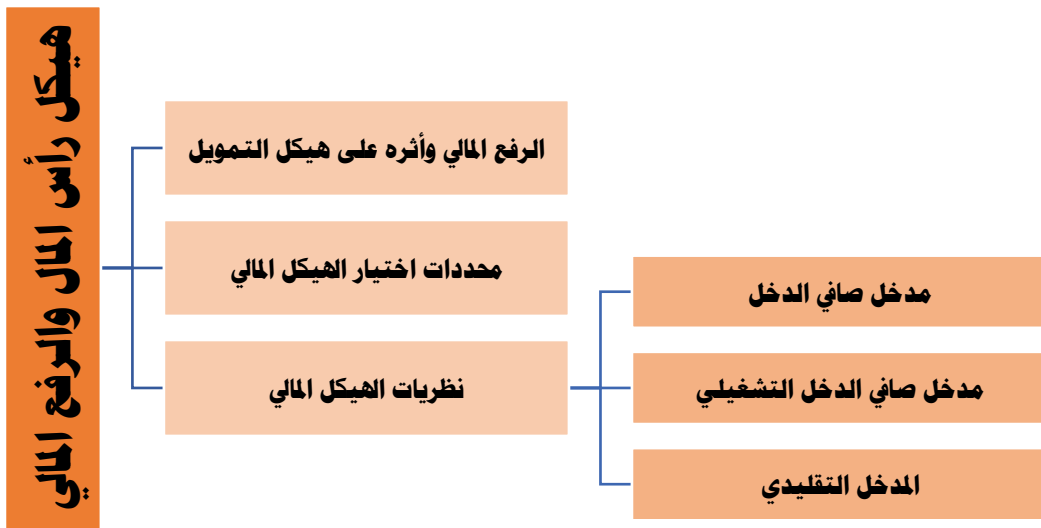 هيكل رأس المال والرفع المالي
الرفع المالي وأثره على هيكل التمويل
محددات اختيار الهيكل المالي
نظريات الهيكل المالي
مدخل صافي الدخل
مدخل صافي الدخل التشغيلي
المدخل التقليدي